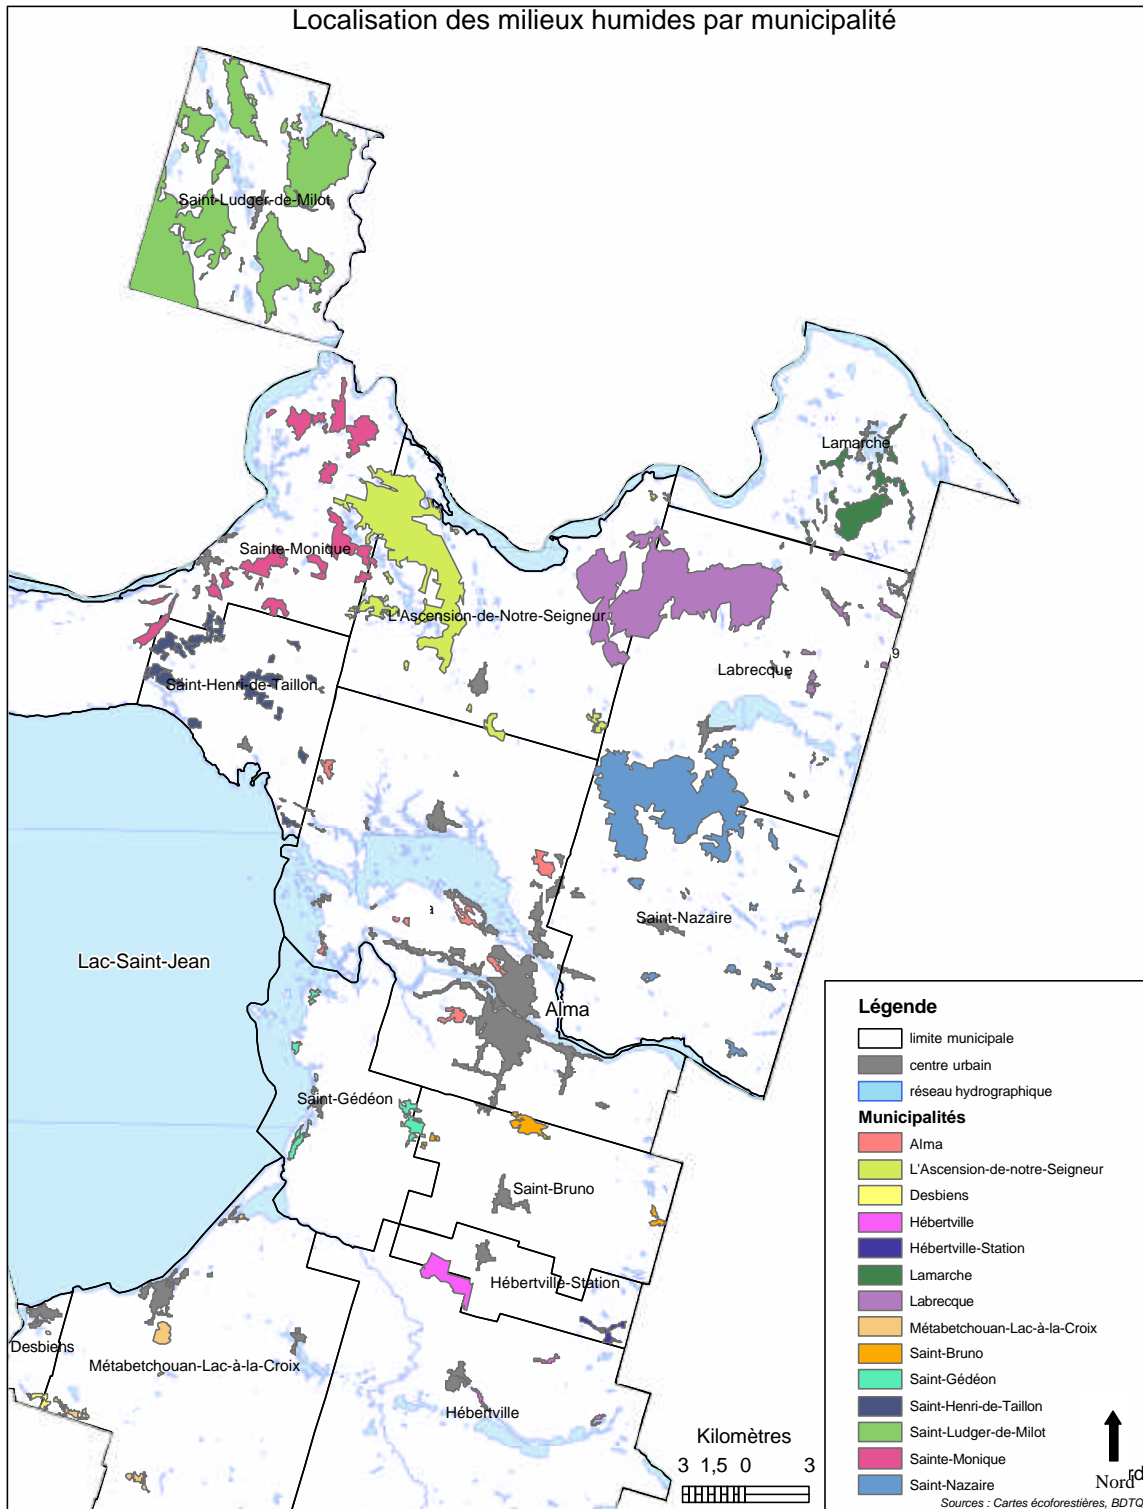 Localisation des milieux humides par municipalité
Saint-Ludger-de-Milot
Lamarche
Sainte-Monique
L'Ascension-de-Notre-Seigneur
9
Labrecque
Saint-Henri-de-Taillon
a
Saint-Nazaire
Lac-Saint-Jean
Alma
Saint-Gédéon
Saint-Bruno
Hébertville-Station
Desbiens
Métabetchouan-Lac-à-la-Croix
Hébertville
Kilomètres
3 1,5 0 3
Légende
limite municipale
centre urbain
réseau hydrographique
Municipalités
Alma
L'Ascension-de-notre-Seigneur
Desbiens
Hébertville
Hébertville-Station
Lamarche
Labrecque
Métabetchouan-Lac-à-la-Croix
Saint-Bruno
Saint-Gédéon
Saint-Henri-de-Taillon
Saint-Ludger-de-Milot
Sainte-Monique
Saint-Nazaire
Nord
rd
Sources : Cartes écoforestières, BDTQ